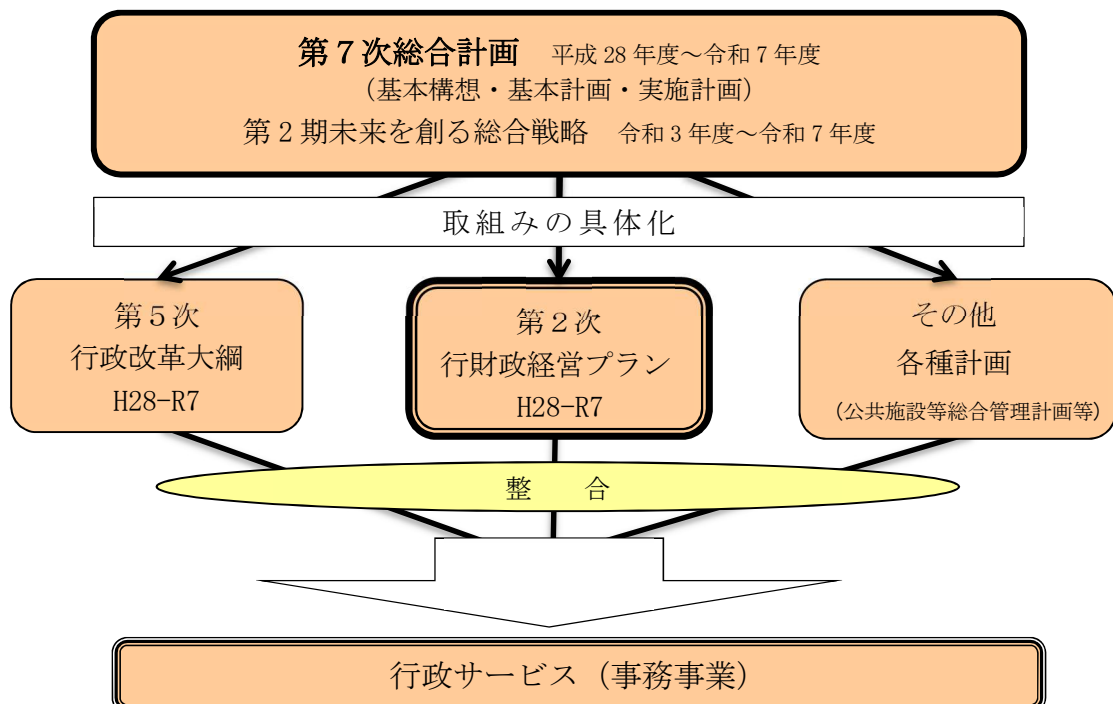 第７次総合計画 平成 28 年度～令和 7 年度
（基本構想・基本計画・実施計画）
第２期未来を創る総合戦略 令和 3 年度～令和 7 年度
取組みの具体化
第５次
行政改革大綱
H28-R7
第２次
行財政経営プラン
H28-R7
その他
各種計画
(公共施設等総合管理計画等)
整 合
行政サービス（事務事業）